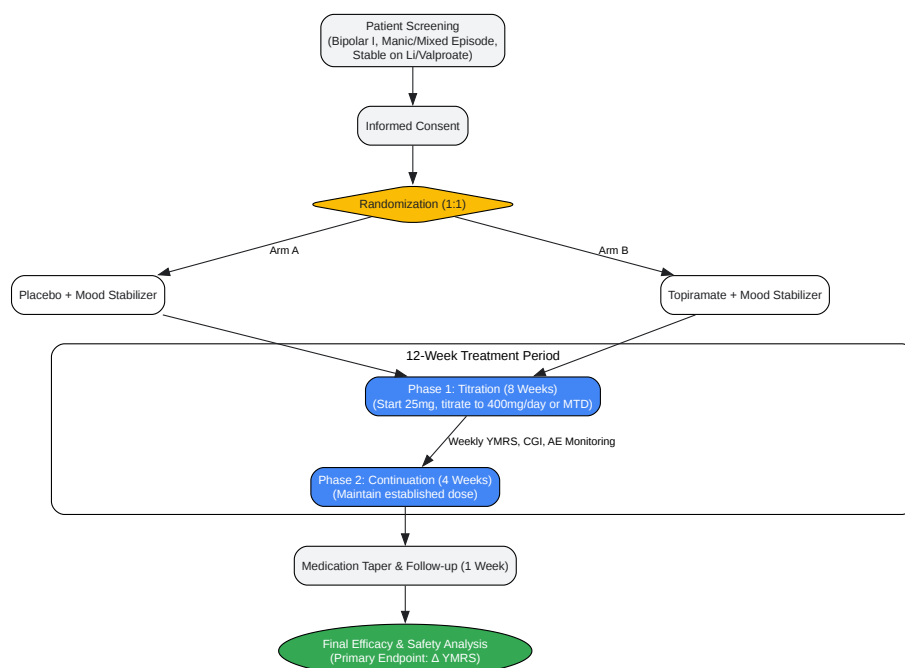 Patient Screening
(Bipolar I, Manic/Mixed Episode,
Stable on Li/Valproate)
Informed Consent
Randomization (1:1)
Arm A
Arm B
Placebo + Mood Stabilizer
Topiramate + Mood Stabilizer
12-Week Treatment Period
Phase 1: Titration (8 Weeks)
(Start 25mg, titrate to 400mg/day or MTD)
Weekly YMRS, CGI, AE Monitoring
Phase 2: Continuation (4 Weeks)
(Maintain established dose)
Medication Taper & Follow-up (1 Week)
Final Efficacy & Safety Analysis
(Primary Endpoint: Δ YMRS)